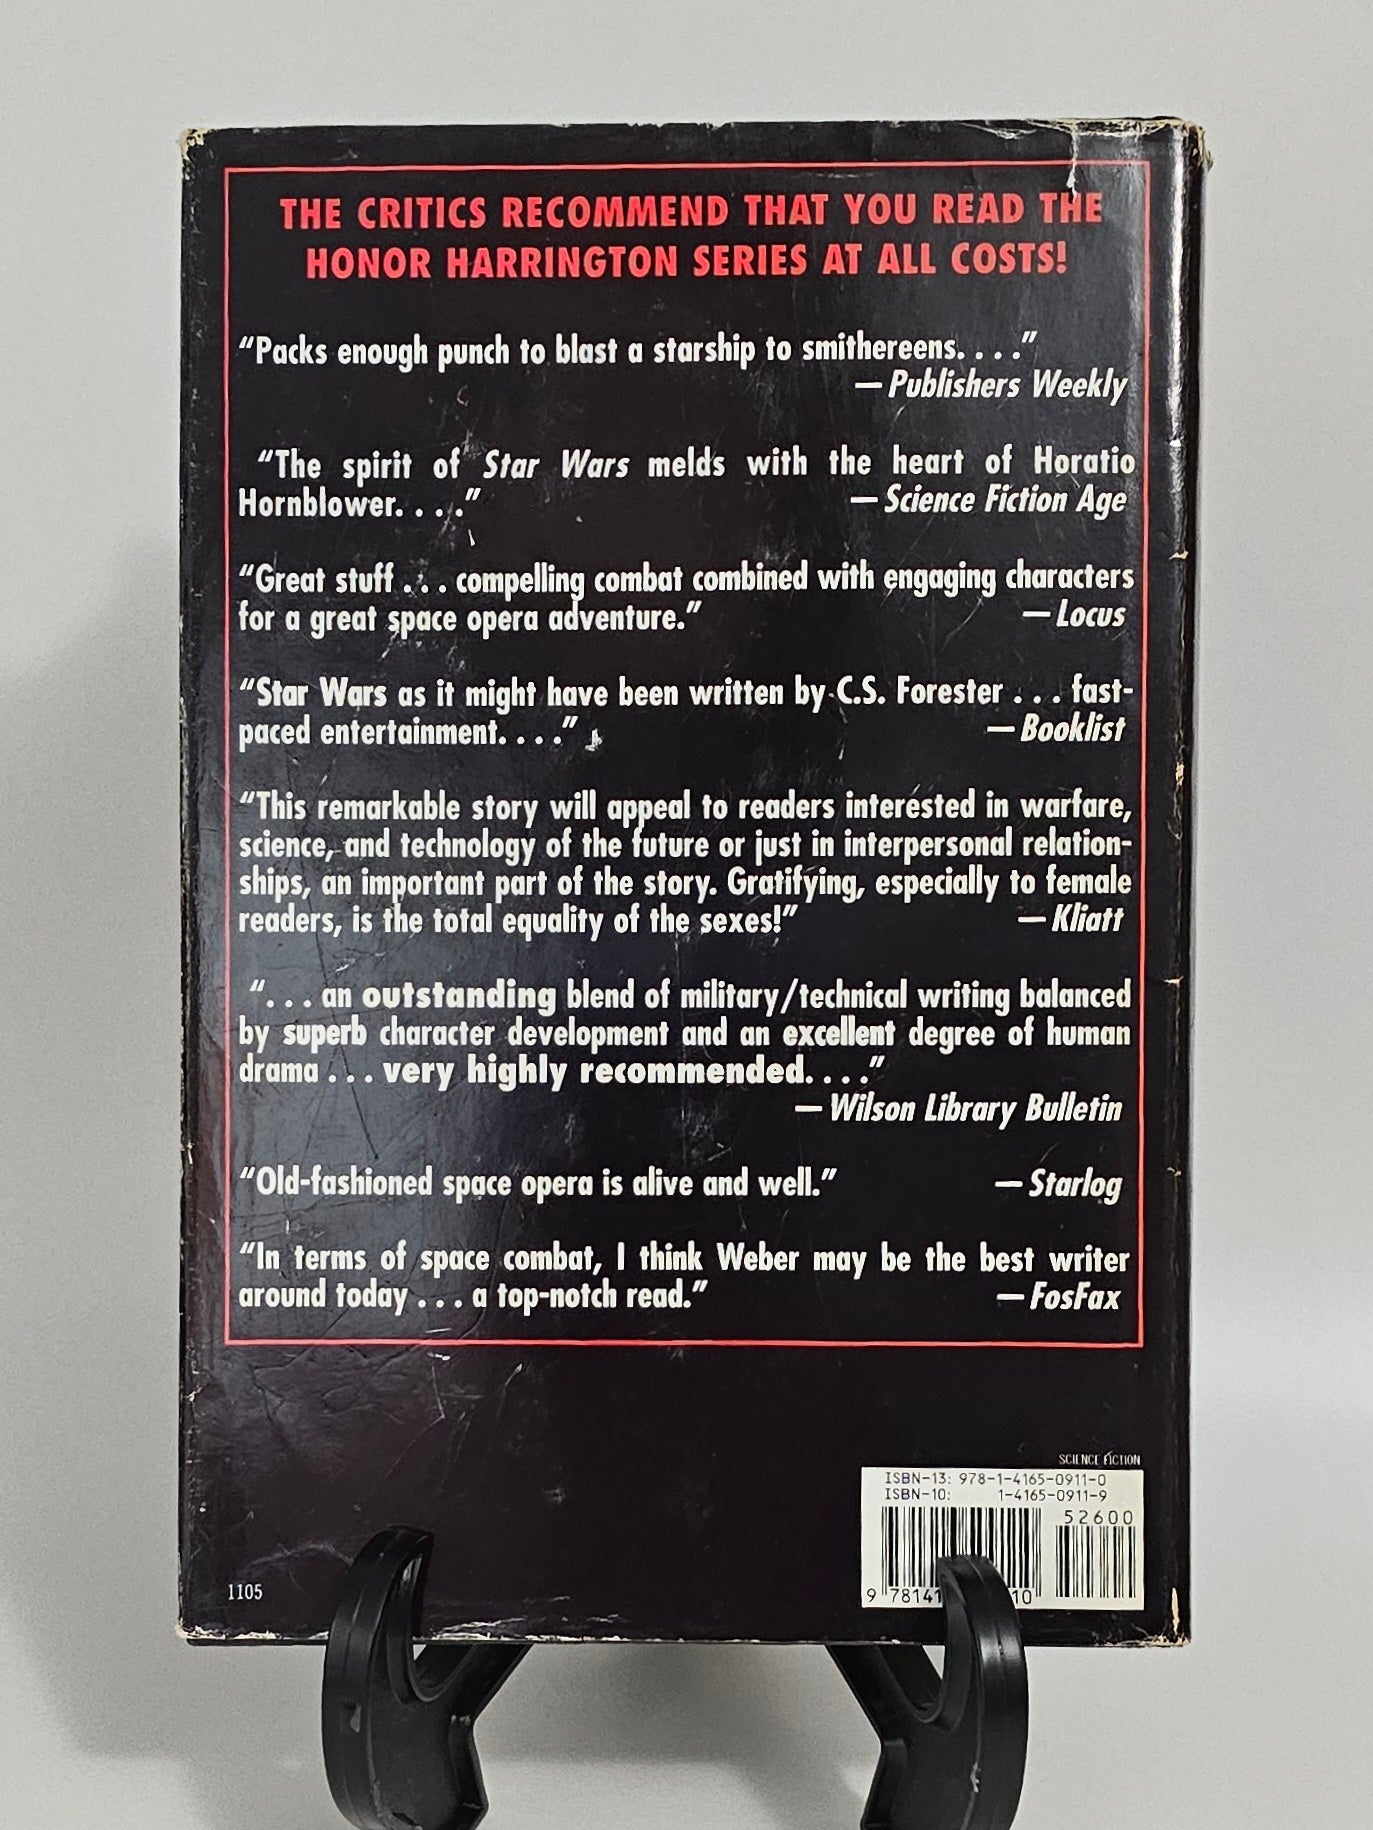 THE CRITICS RECOMMEND THAT YOU READ THE
HONOR HARRINGTON SERIES AT ALL COSTS!
“Packs enough punch to blast a starship to smithereens. . . .”
— Publishers Weekly
“The spirit of Star Wars melds with the heart of Horatio
Hornblower. . . .” — Science Fiction Age
“Great stuff . . . compelling combat combined with engaging characters
for a great space opera adventure.” — Locus
“Star Wars as it might have been written by C.S. Forester . . . fast-
paced entertainment. . . .” — Booklist
“This remarkable story will appeal to readers interested in warfare,
science, and technology of the future or just in interpersonal relation-
ships, an important part of the story. Gratifying, especially to female
readers, is the total equality of the sexes!” — Kliatt
“. . . an outstanding blend of military/technical writing balanced
by superb character development and an excellent degree of human
drama . . . very highly recommended. . . .”
— Wilson Library Bulletin
“Old-fashioned space opera is alive and well.” — Starlog
“In terms of space combat, I think Weber may be the best writer
around today . . . a top-notch read.” — FosFax
SCIENCE FICTION
ISBN-13: 978-1-4165-0911-0
ISBN-10: 1-4165-0911-9
52600
9 78141 10
1105